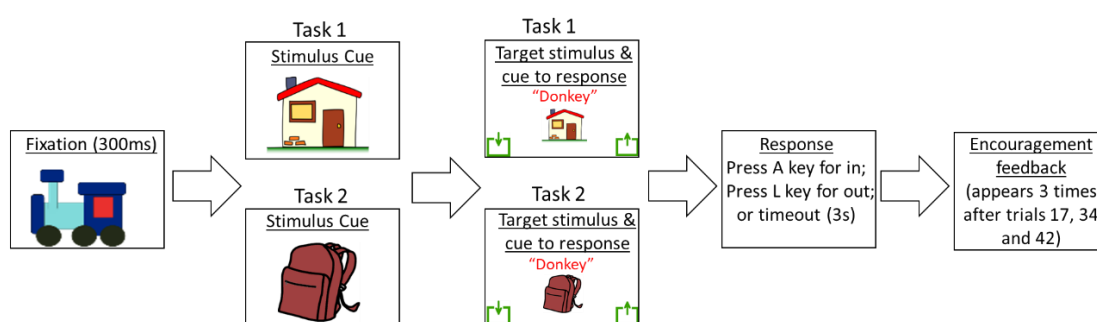 Fixation (300ms)
Task 1
Stimulus Cue
Task 2
Stimulus Cue
Task 1
Target stimulus &
cue to response
“Donkey”
Task 2
Target stimulus &
cue to response
“Donkey”
Response
Press A key for in;
Press L key for out;
or timeout (3s)
Encouragement
feedback
(appears 3 times
after trials 17, 34
and 42)